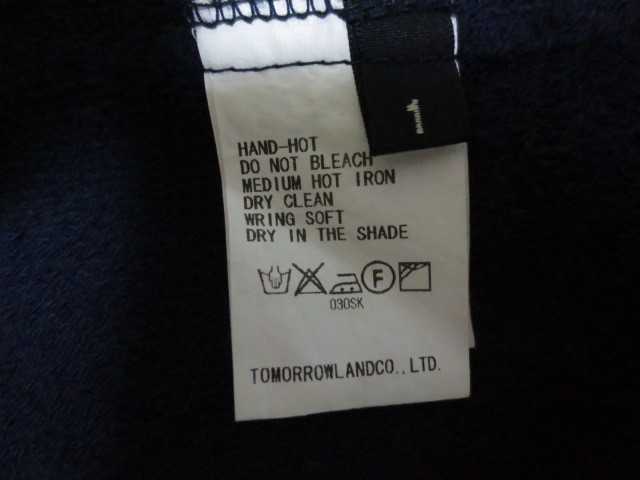 HAND-HOT
DO NOT BLEACH
MEDIUM HOT IRON
DRY CLEAN
WRING SOFT
DRY IN THE SHADE
F
030SK
TOMORROWLANDCO.,LTD.